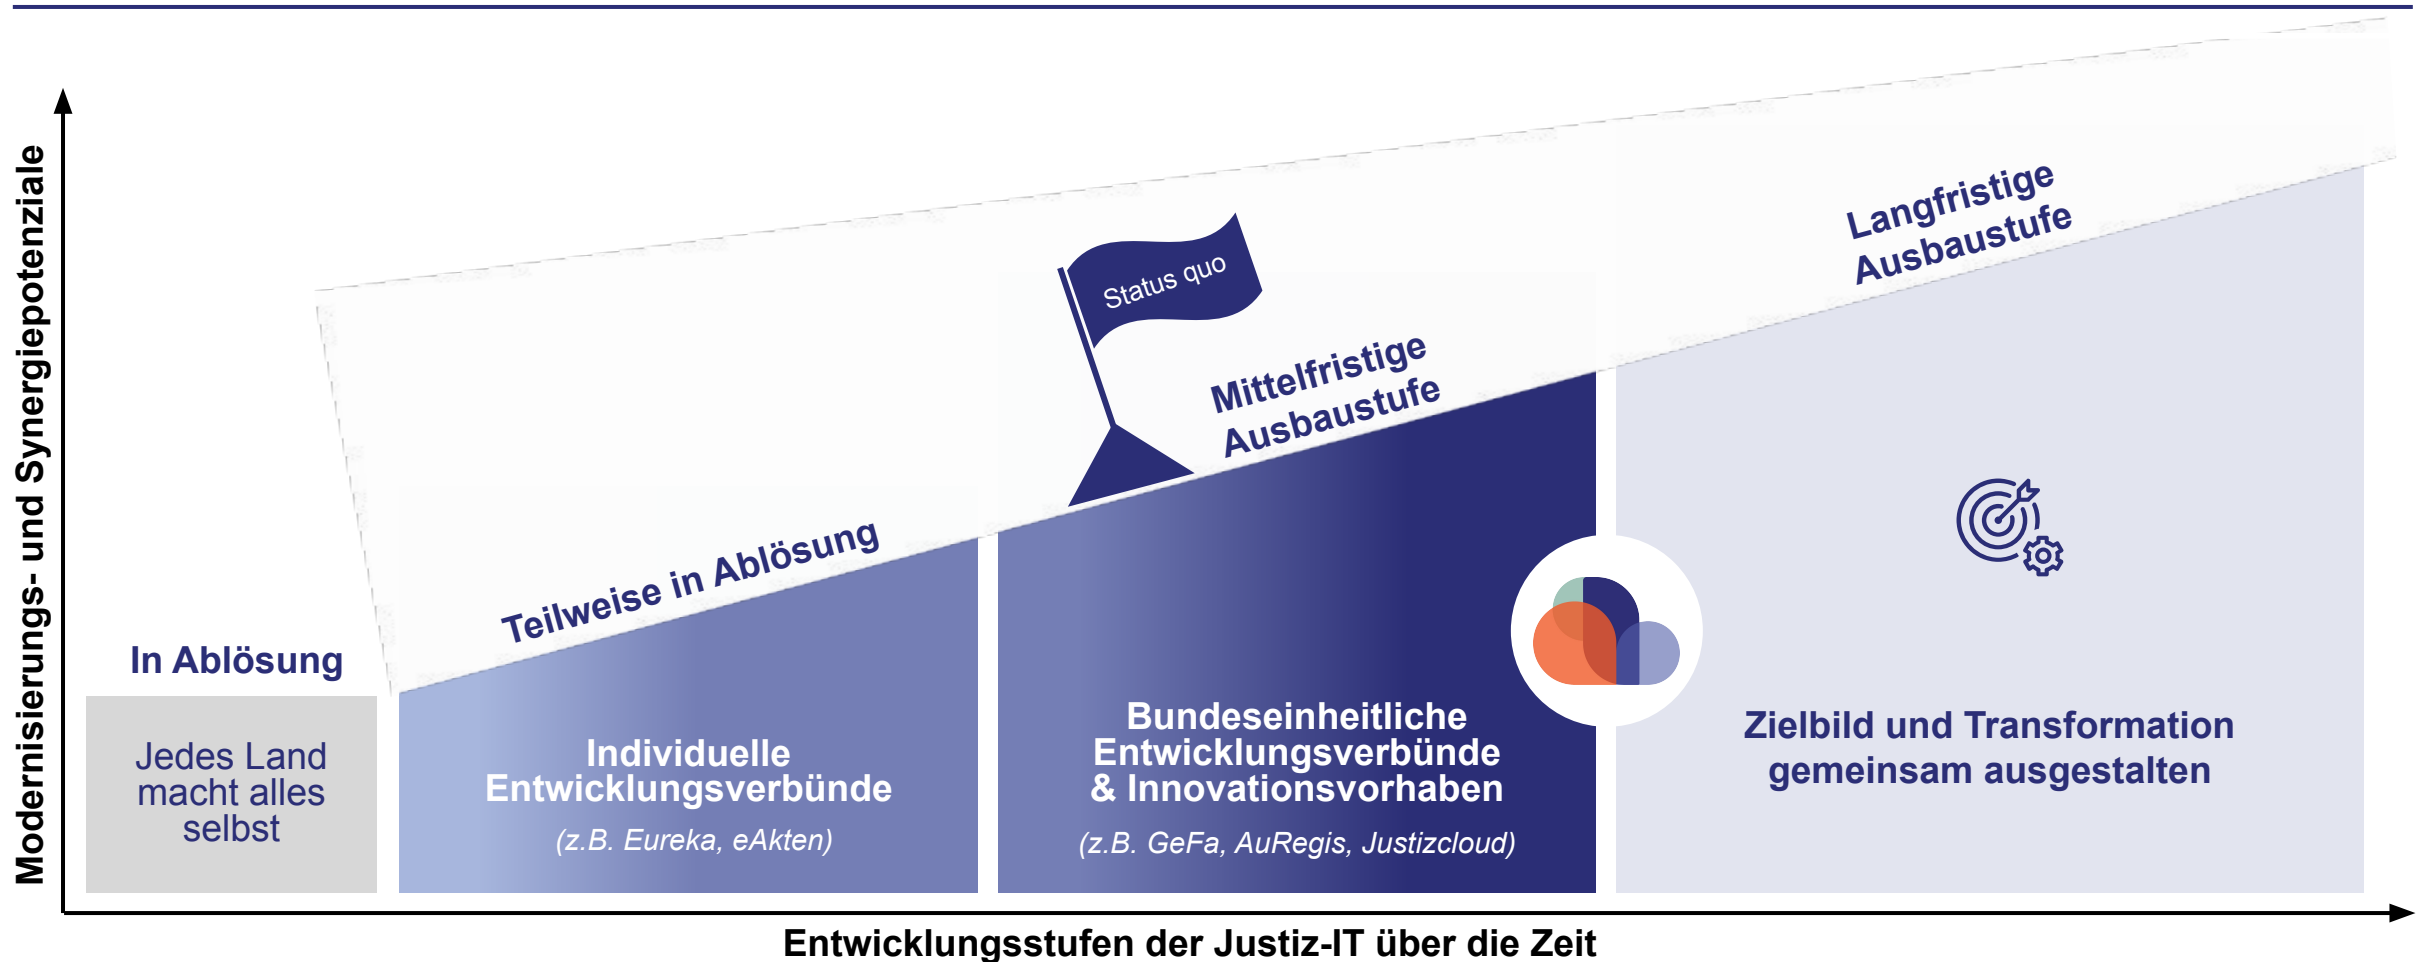 Modernisierungs- und Synergiepotenziale
In Ablösung
Jedes Land
macht alles
selbst
Teilweise in Ablösung
Individuelle
Entwicklungsverbünde
(z.B. Eureka, eAkten)
Status quo
Mittelfristige
Ausbaustufe
Bundeseinheitliche
Entwicklungsverbünde
& Innovationsvorhaben
(z.B. GeFa, AuRegis, Justizcloud)
Langfristige
Ausbaustufe
Zielbild und Transformation
gemeinsam ausgestalten
Entwicklungsstufen der Justiz-IT über die Zeit